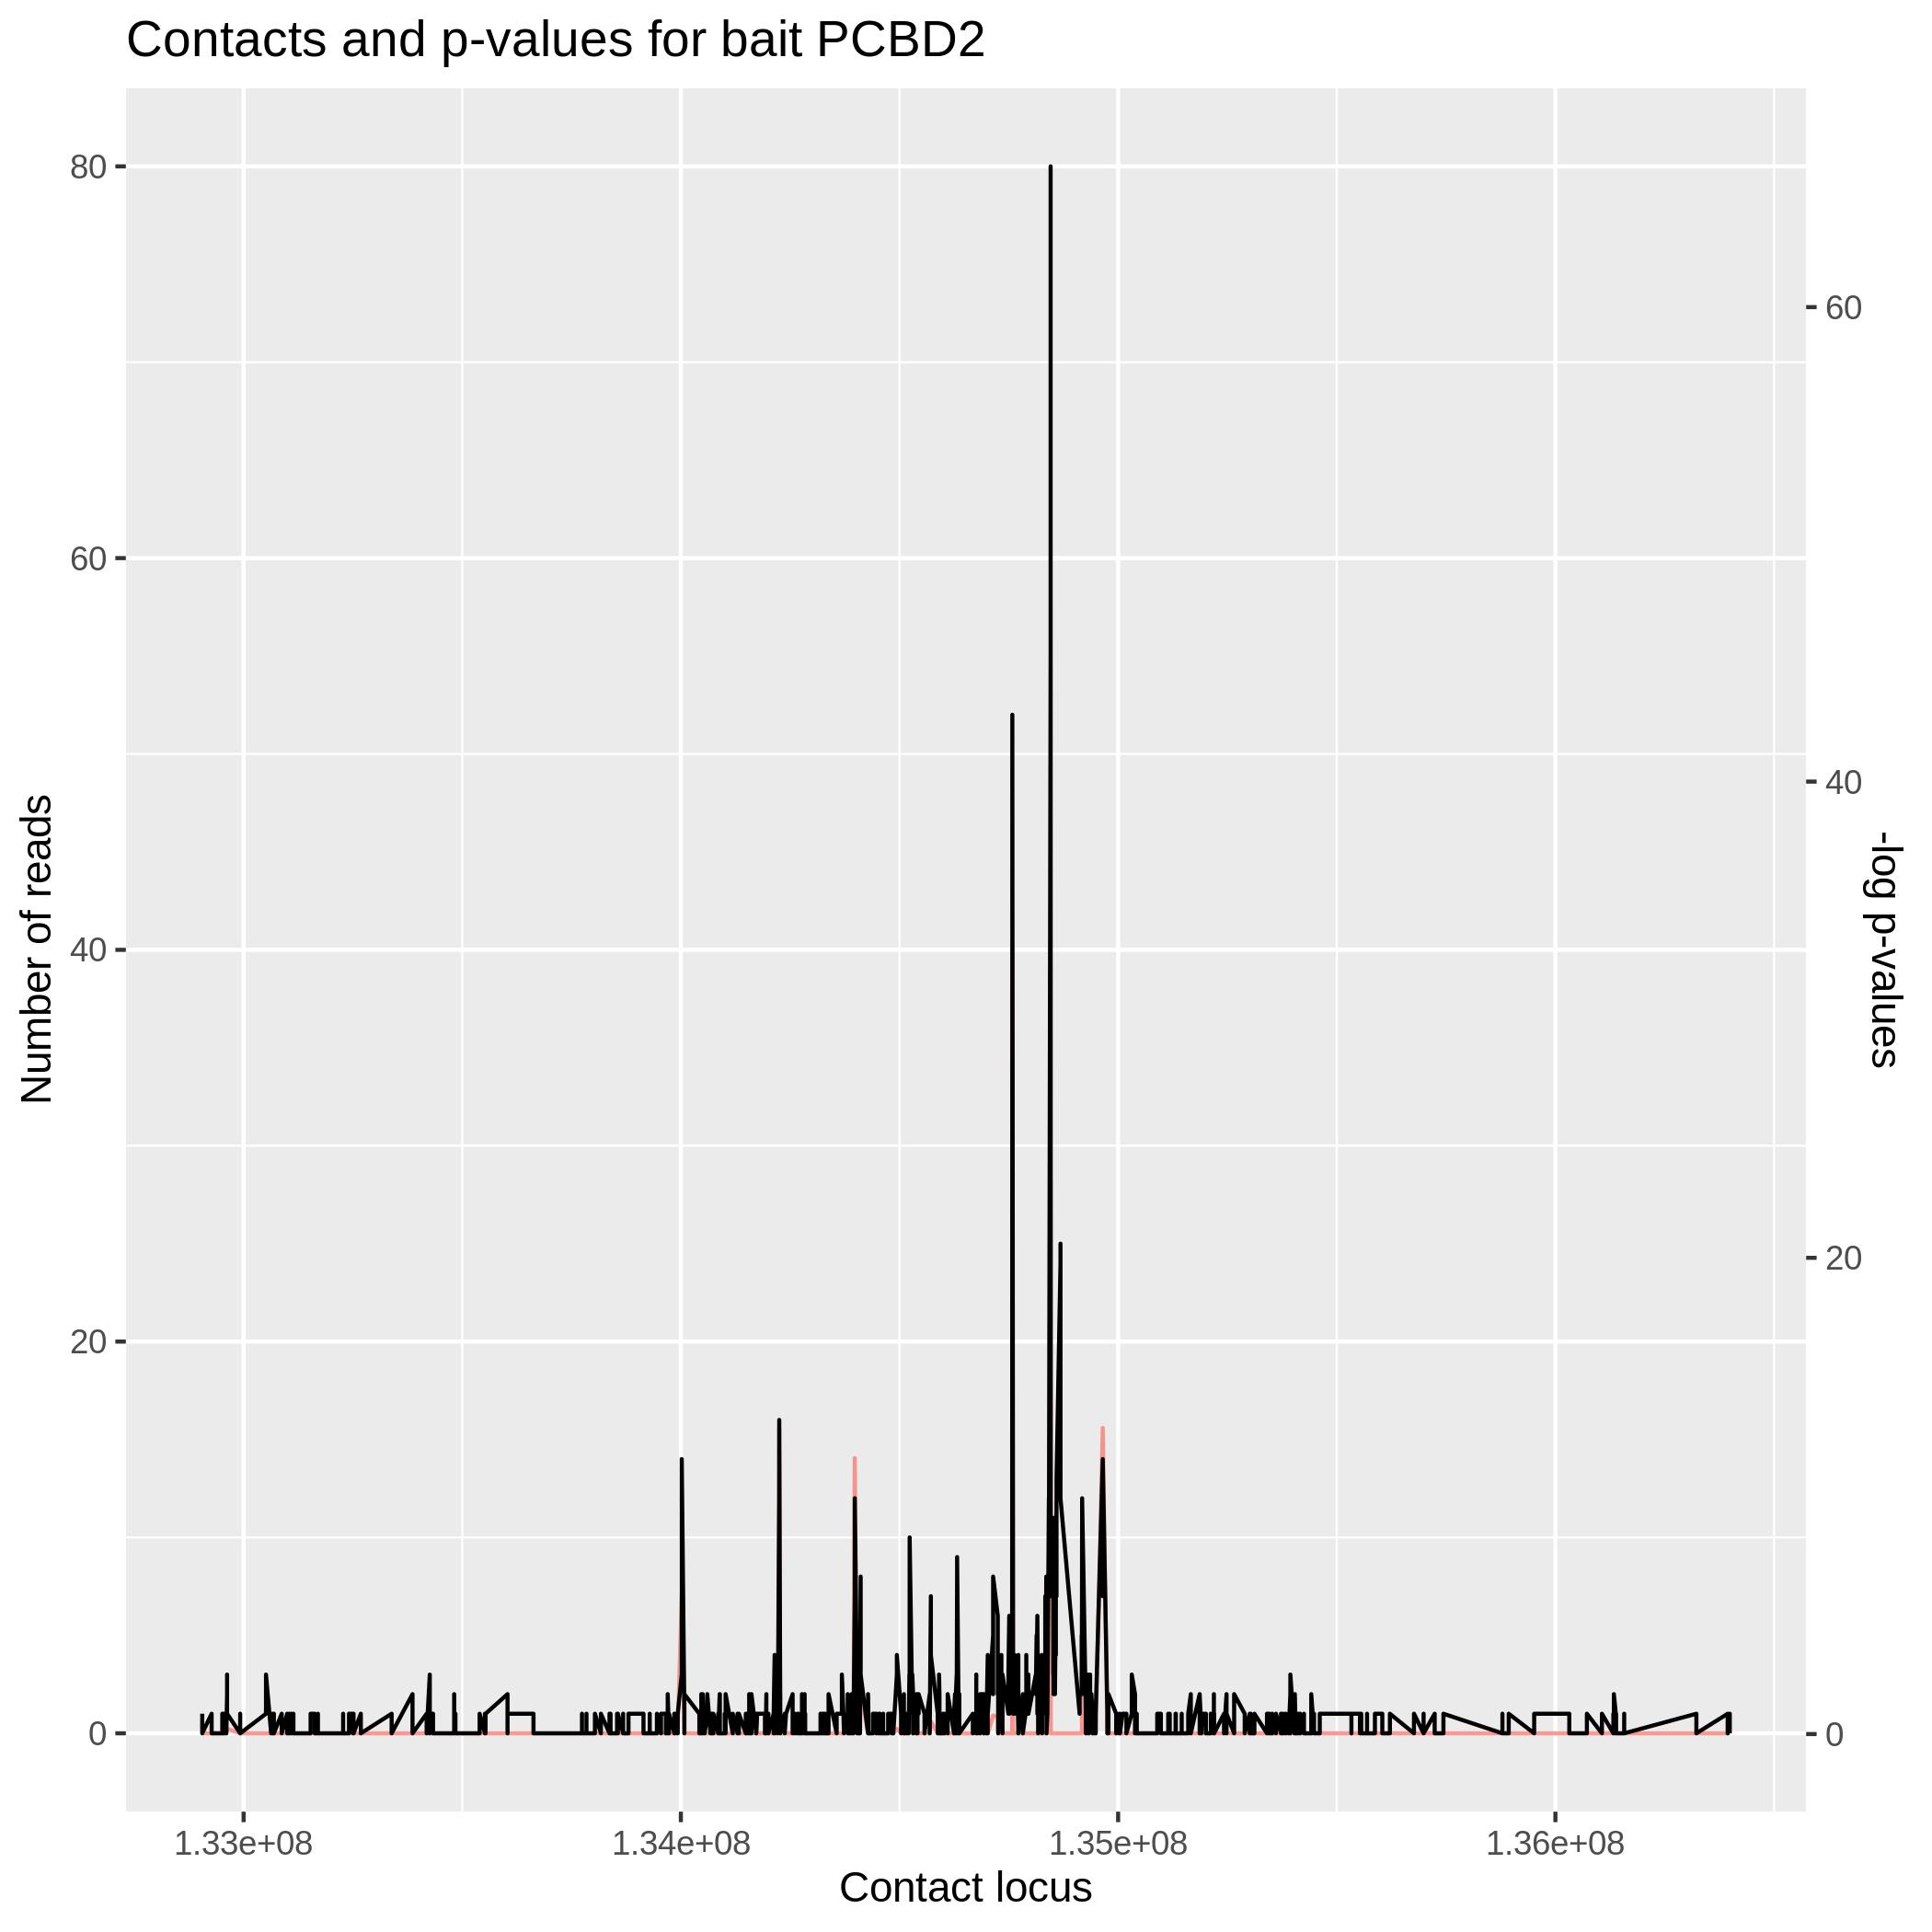 Contacts and p-values for bait PCBD2
80
60
40
20
0
Number of reads
60
40
20
0
-log p-values
1.33e+08 1.34e+08 1.35e+08 1.36e+08
Contact locus